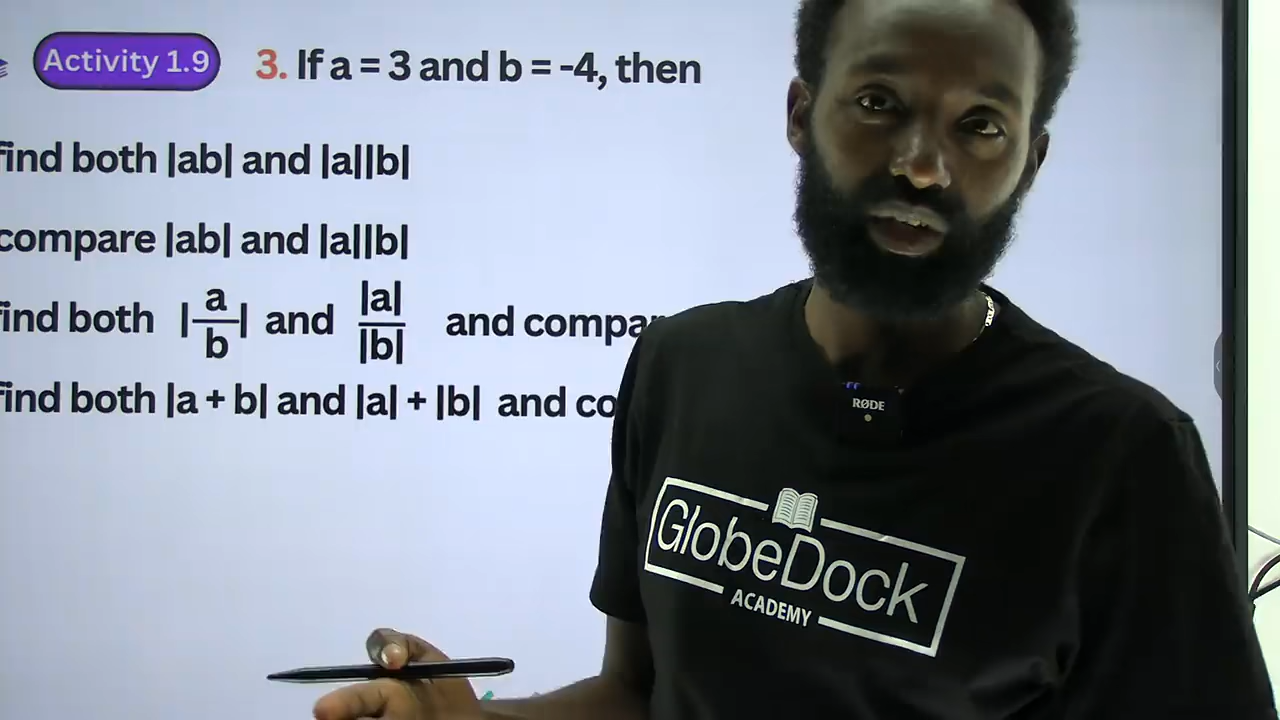 Activity 1.9 3. If a = 3 and b = -4, then
find both |ab| and |a||b|
compare |ab| and |a||b|
find both |a/b| and |a|/|b| and compar
find both |a + b| and |a| + |b| and co
RØDE
GlobeDock
ACADEMY